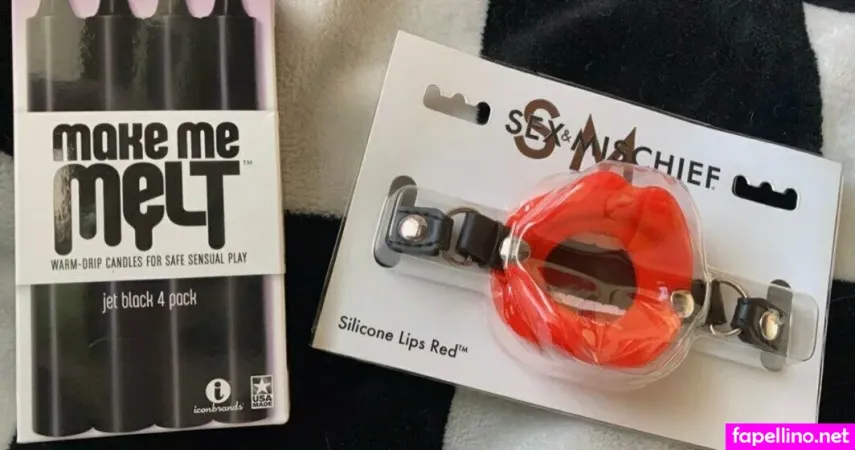 make me
MELT™
WARM-DRIP CANDLES FOR SAFE SENSUAL PLAY
jet black 4 pack
i
iconbrands
USA
MADE
S&M
SEX & MISCHIEF
Silicone Lips Red™
fapellino.net